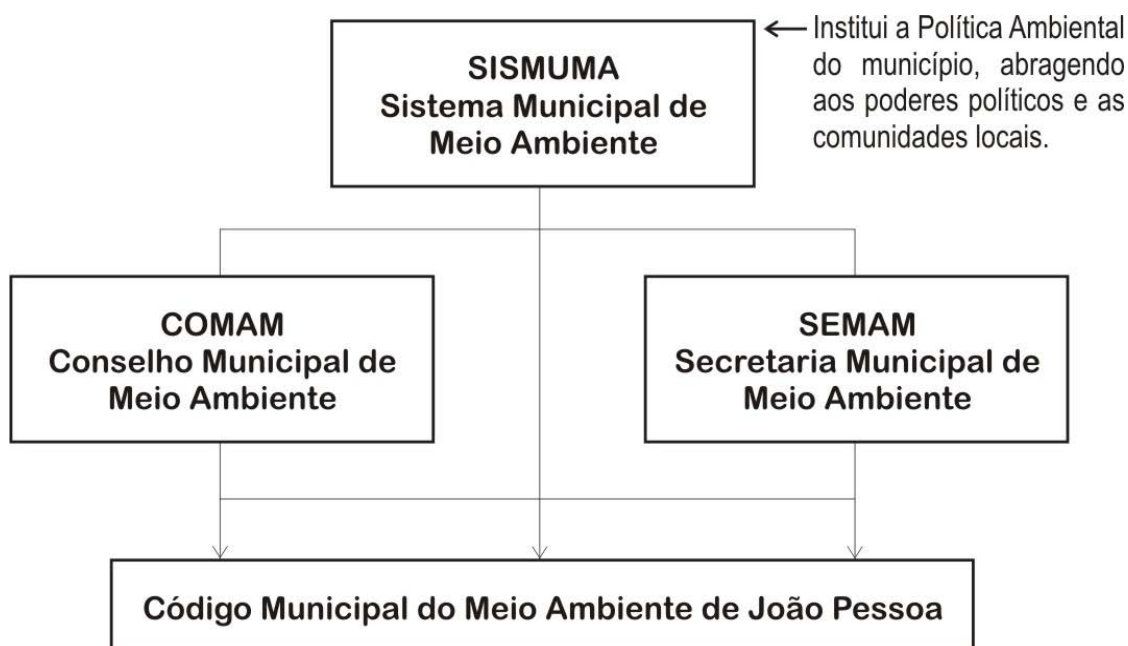 SISMUMA
Sistema Municipal de
Meio Ambiente
Institui a Política Ambiental
do município, abragendo
aos poderes políticos e as
comunidades locais.
COMAM
Conselho Municipal de
Meio Ambiente
SEMAM
Secretaria Municipal de
Meio Ambiente
Código Municipal do Meio Ambiente de João Pessoa